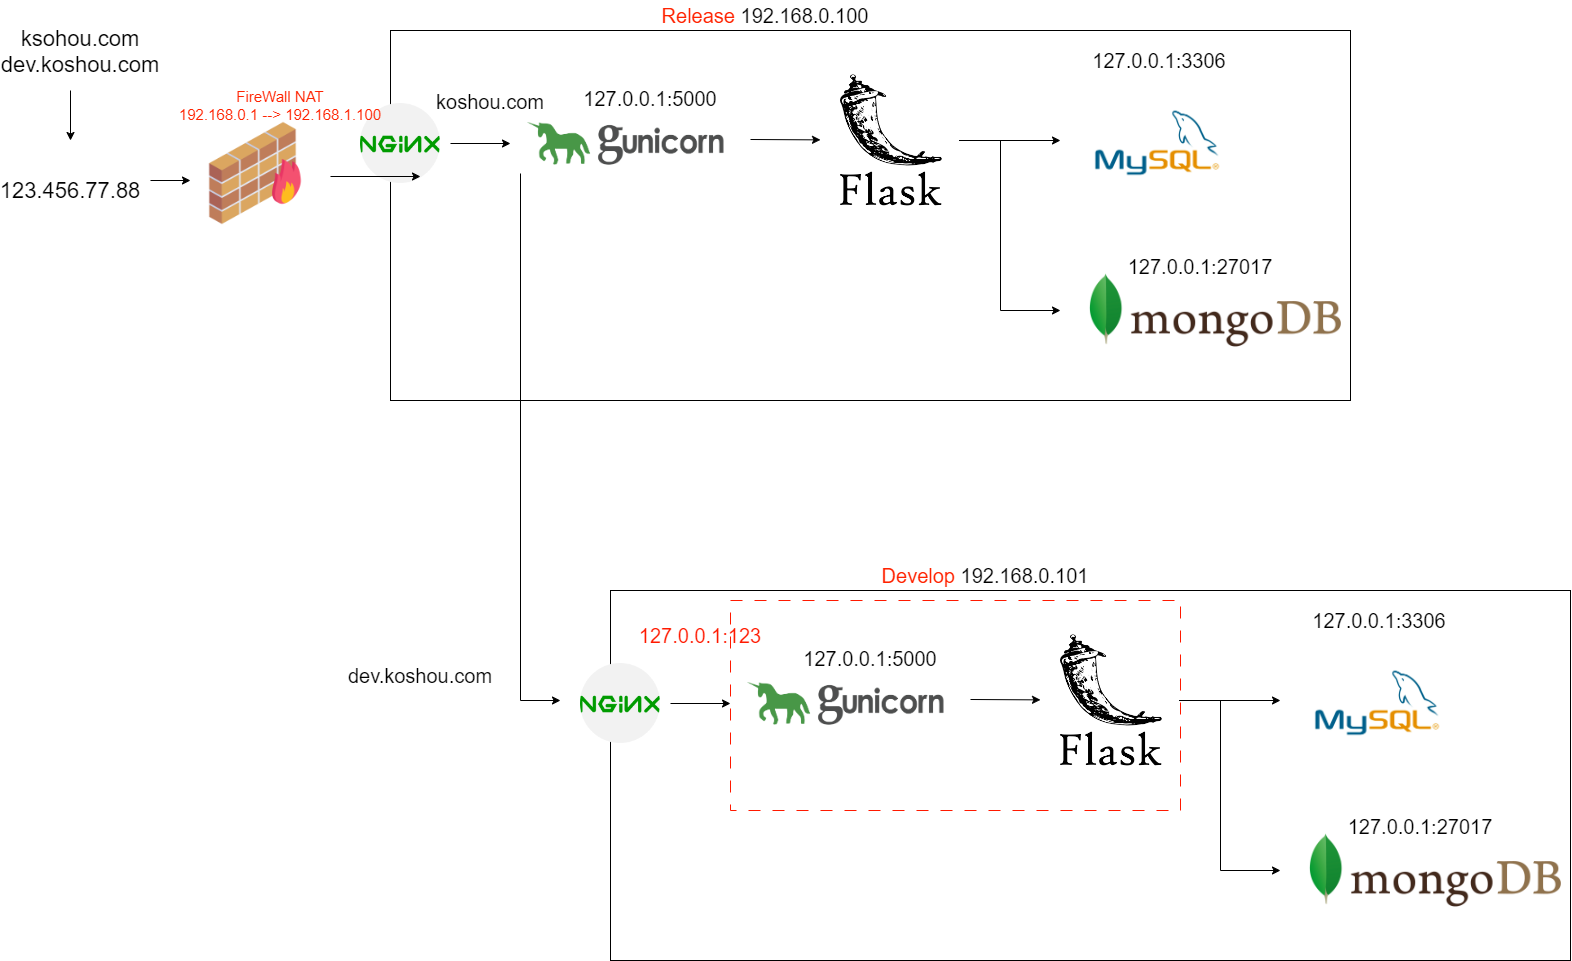 Release 192.168.0.100
ksohou.com
dev.koshou.com
FireWall NAT
192.168.0.1 --> 192.168.1.100
123.456.77.88
NGINX
koshou.com
127.0.0.1:5000
gunicorn
Flask
127.0.0.1:3306
MySQL®
127.0.0.1:27017
mongoDB
Develop 192.168.0.101
dev.koshou.com
NGINX
127.0.0.1:123
127.0.0.1:5000
gunicorn
Flask
127.0.0.1:3306
MySQL®
127.0.0.1:27017
mongoDB